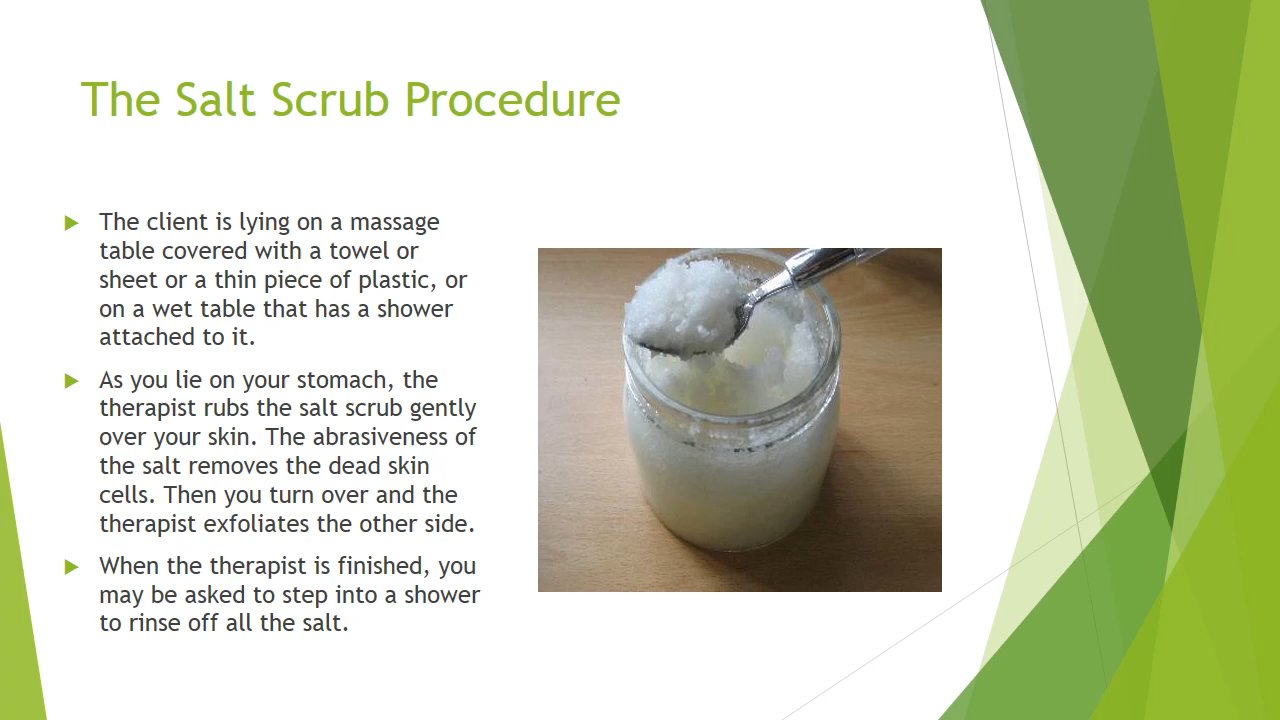 The Salt Scrub Procedure
The client is lying on a massage
table covered with a towel or
sheet or a thin piece of plastic, or
on a wet table that has a shower
attached to it.
As you lie on your stomach, the
therapist rubs the salt scrub gently
over your skin. The abrasiveness of
the salt removes the dead skin
cells. Then you turn over and the
therapist exfoliates the other side.
When the therapist is finished, you
may be asked to step into a shower
to rinse off all the salt.